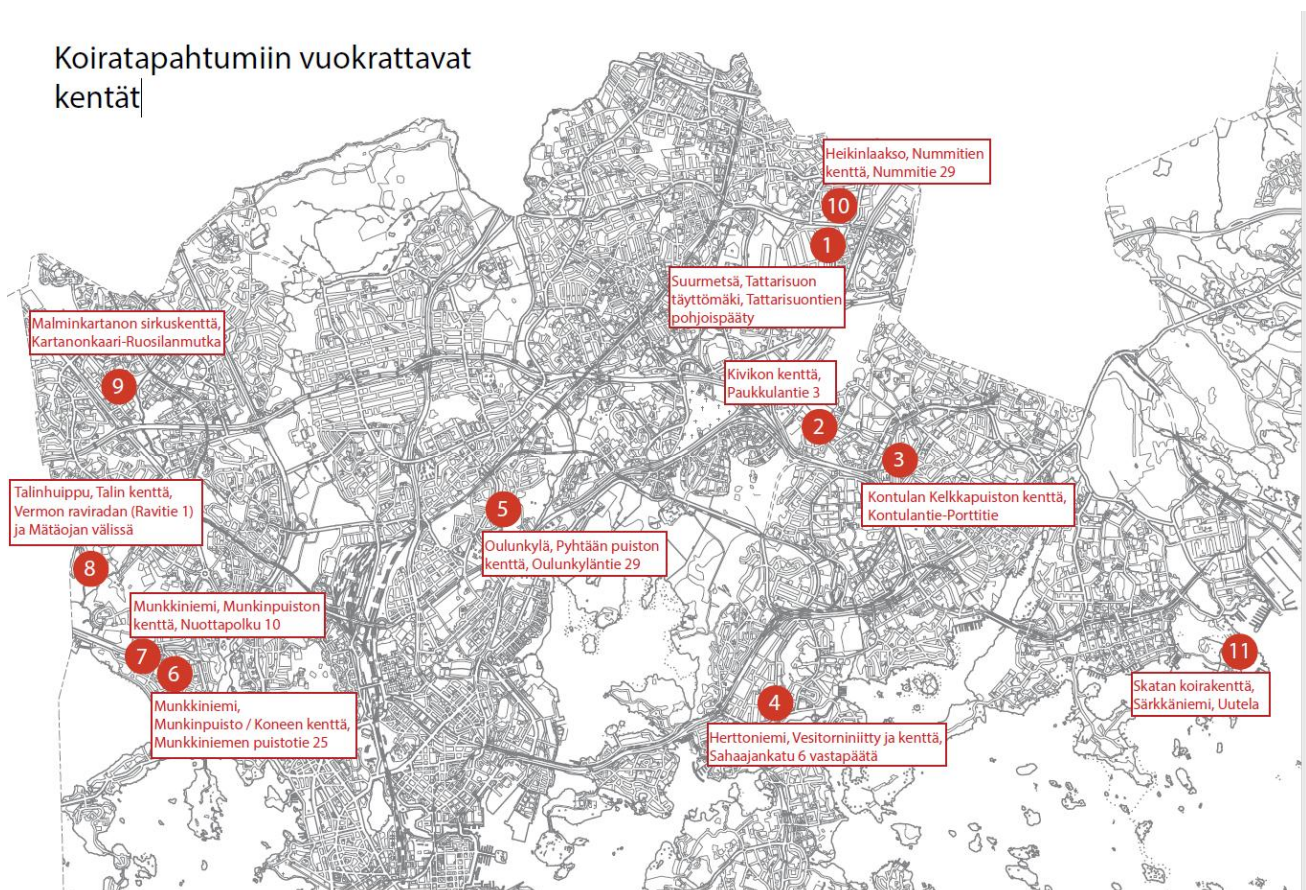 Koiratapahtumiin vuokrattavat
kentät
Heikinlaakso, Nummitien
kenttä, Nummitie 29
10
1
Suurmetsä, Tattarisuon
täyttömäki, Tattarisuontien
pohjoispääty
Malminkartanon sirkuskenttä,
Kartanonkaari-Ruosilanmutka
9
Kivikon kenttä,
Paukkulantie 3
2
3
Kontulan Kelkkapuiston kenttä,
Kontulantie-Porttitie
Talinhuippu, Talin kenttä,
Vermon raviradan (Ravitie 1)
ja Mätäojan välissä
8
5
Oulunkylä, Pyhtään puiston
kenttä, Oulunkyläntie 29
Munkkiniemi, Munkinpuiston
kenttä, Nuottapolku 10
7
6
Munkkiniemi,
Munkinpuisto / Koneen kenttä,
Munkkiniemen puistotie 25
4
Herttoniemi, Vesitorniniitty ja kenttä,
Sahaajankatu 6 vastapäätä
11
Skatan koirakenttä,
Särkkäniemi, Uutela